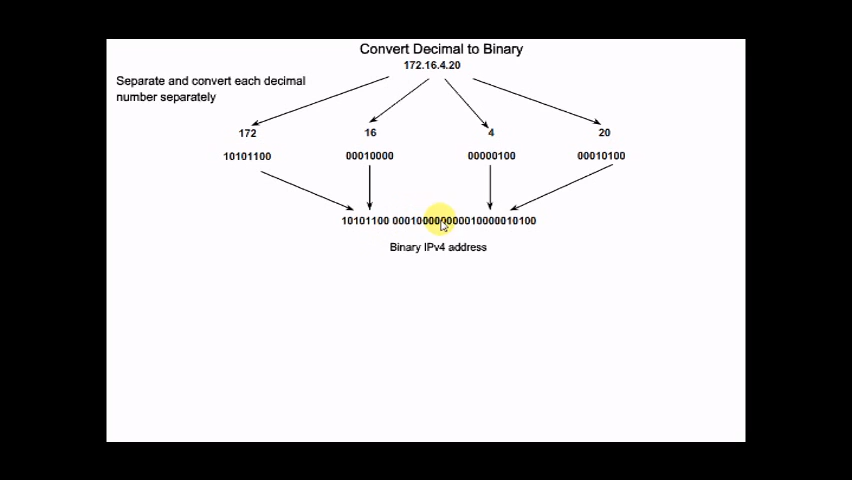 Convert Decimal to Binary
172.16.4.20
Separate and convert each decimal
number separately
172 16 4 20
10101100 00010000 00000100 00010100
10101100 000100000000010000010100
Binary IPv4 address